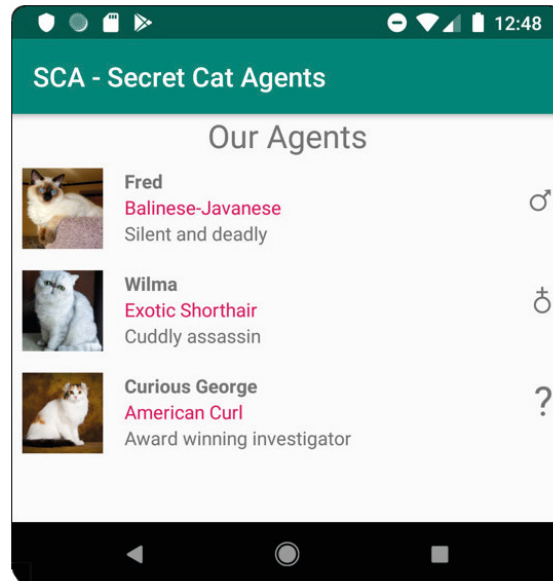 12:48
SCA - Secret Cat Agents
Our Agents
Fred
Balinese-Javanese
Silent and deadly
♂
Wilma
Exotic Shorthair
Cuddly assassin
♁
Curious George
American Curl
Award winning investigator
?